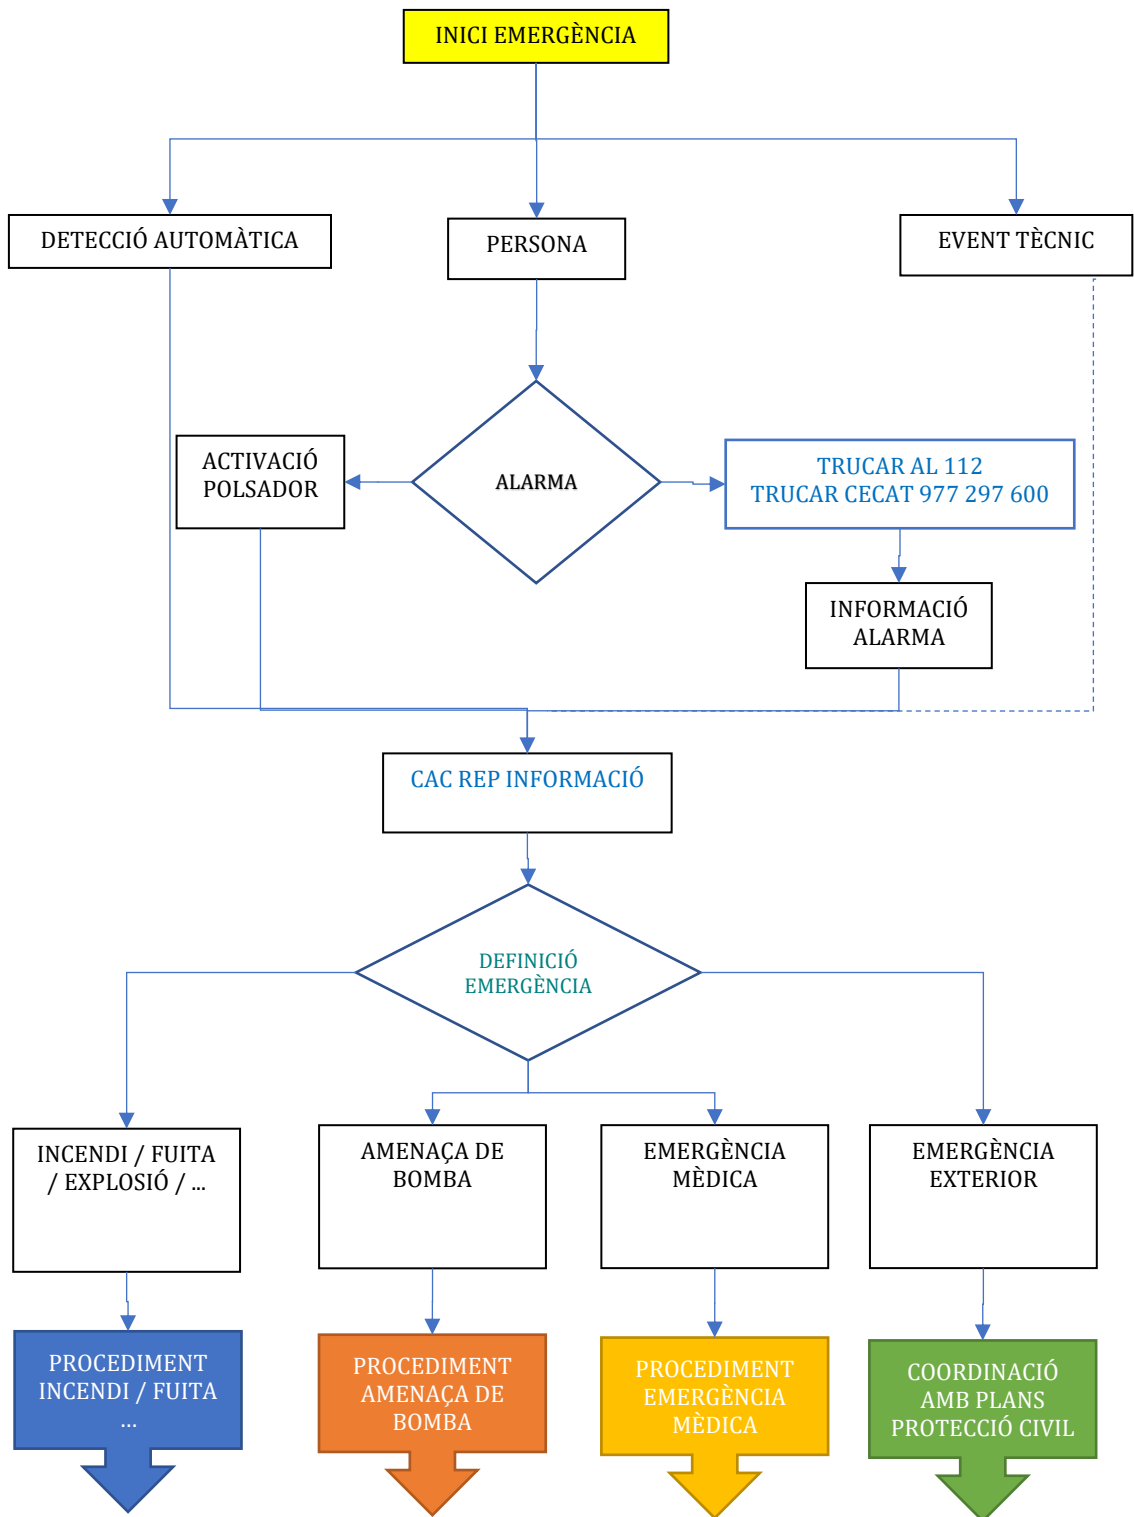 INICI EMERGÈNCIA
DETECCIÓ AUTOMÀTICA
PERSONA
EVENT TÈCNIC
ACTIVACIÓ
POLSADOR
ALARMA
TRUCAR AL 112
TRUCAR CECAT 977 297 600
INFORMACIÓ
ALARMA
CAC REP INFORMACIÓ
DEFINICIÓ
EMERGÈNCIA
INCENDI / FUITA
/ EXPLOSIÓ / ...
AMENAÇA DE
BOMBA
EMERGÈNCIA
MÈDICA
EMERGÈNCIA
EXTERIOR
PROCEDIMENT
INCENDI / FUITA
...
PROCEDIMENT
AMENAÇA DE
BOMBA
PROCEDIMENT
EMERGÈNCIA
MÈDICA
COORDINACIÓ
AMB PLANS
PROTECCIÓ CIVIL